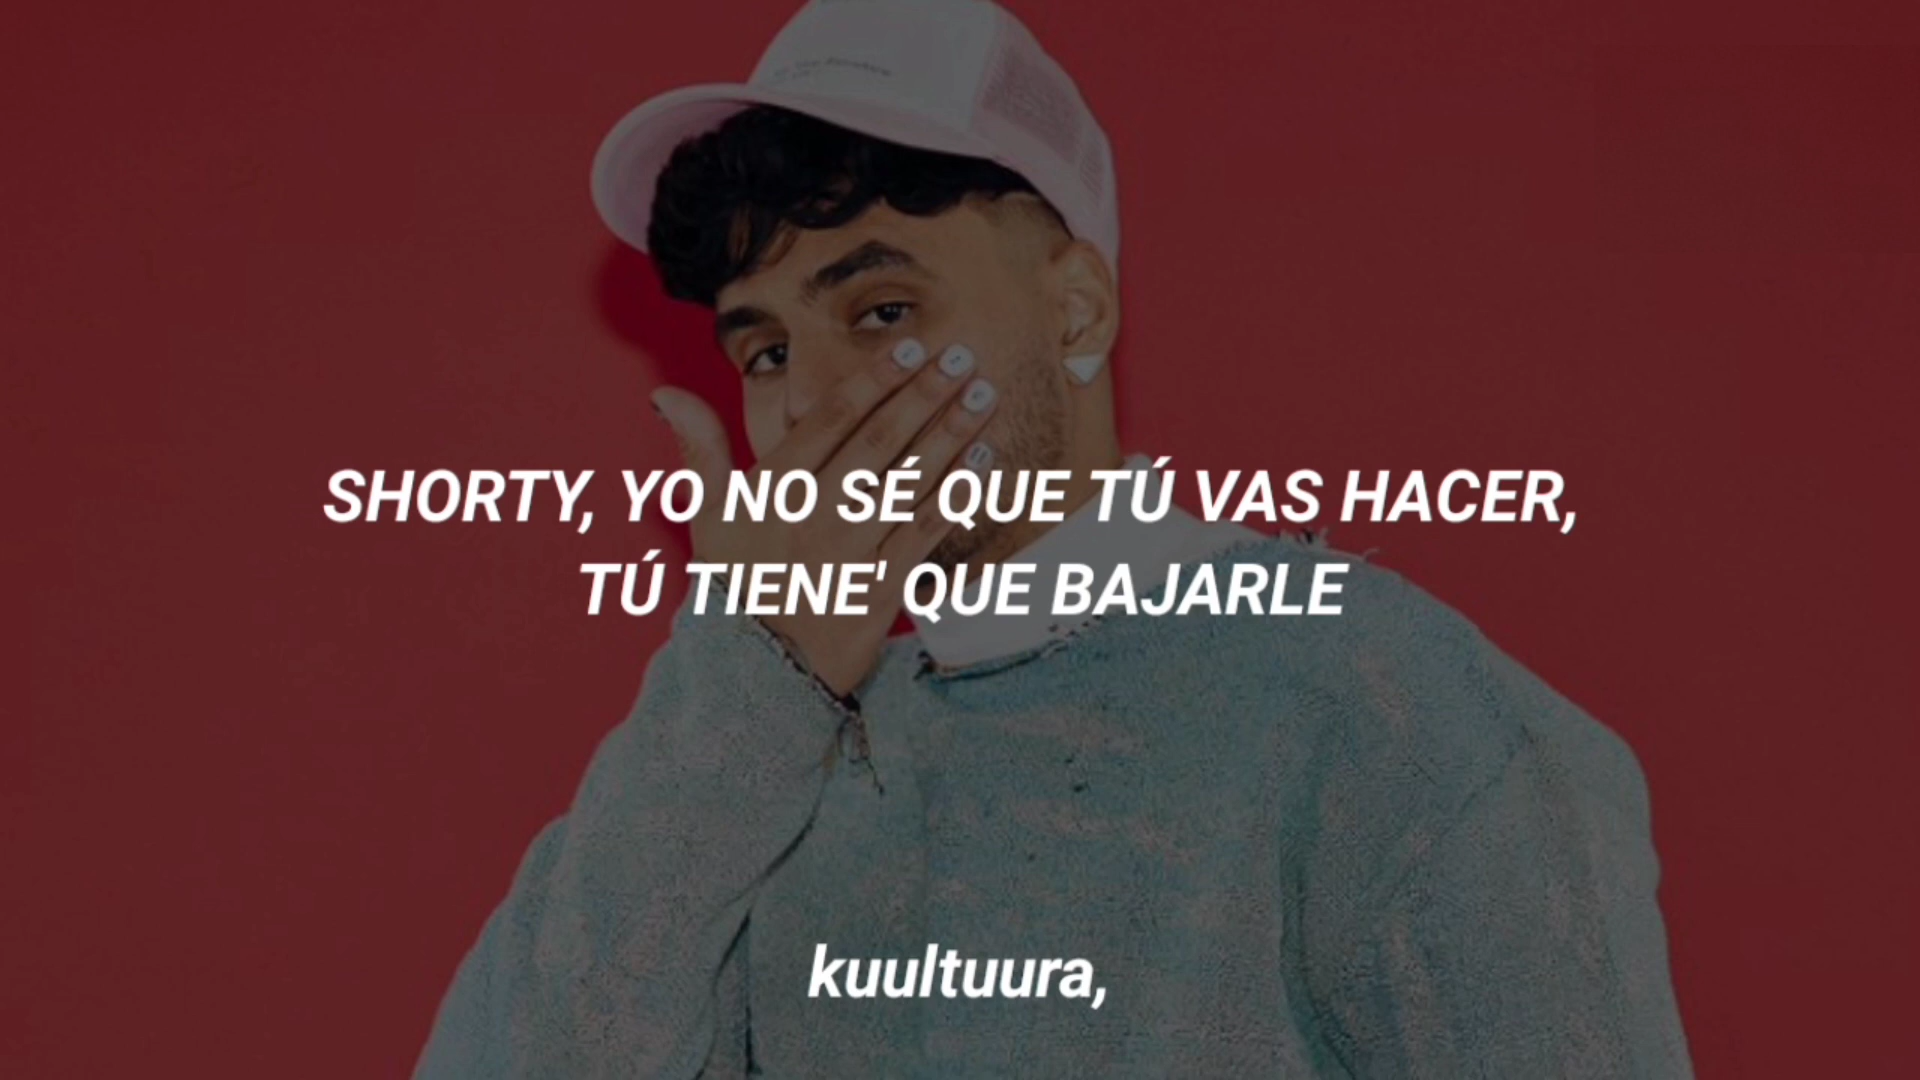 SHORTY, YO NO SÉ QUE TÚ VAS HACER,
TÚ TIENE' QUE BAJARLE
kuultuura,